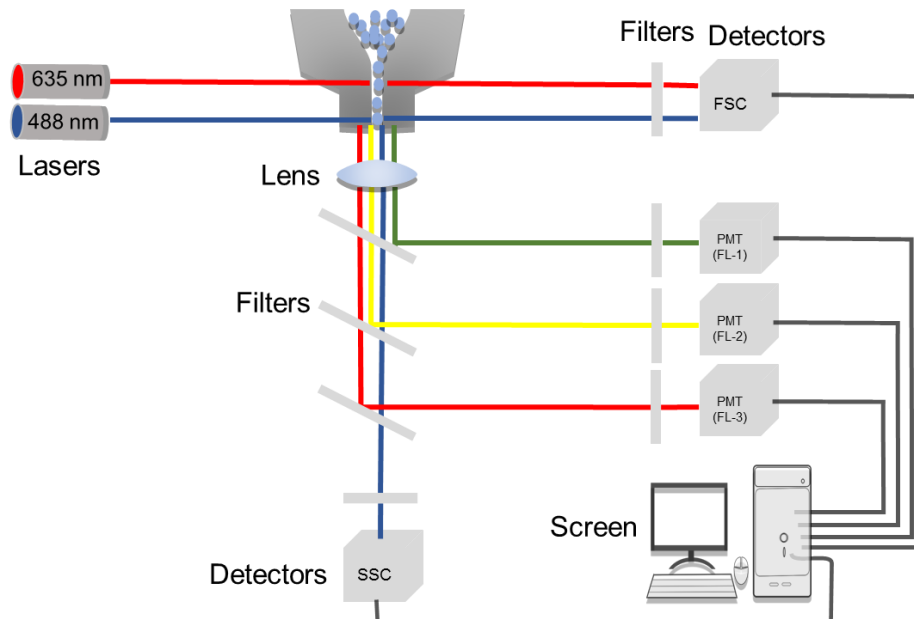 Filters
Detectors
635 nm
FSC
488 nm
Lasers
Lens
PMT
(FL-1)
Filters
PMT
(FL-2)
PMT
(FL-3)
Screen
Detectors
SSC